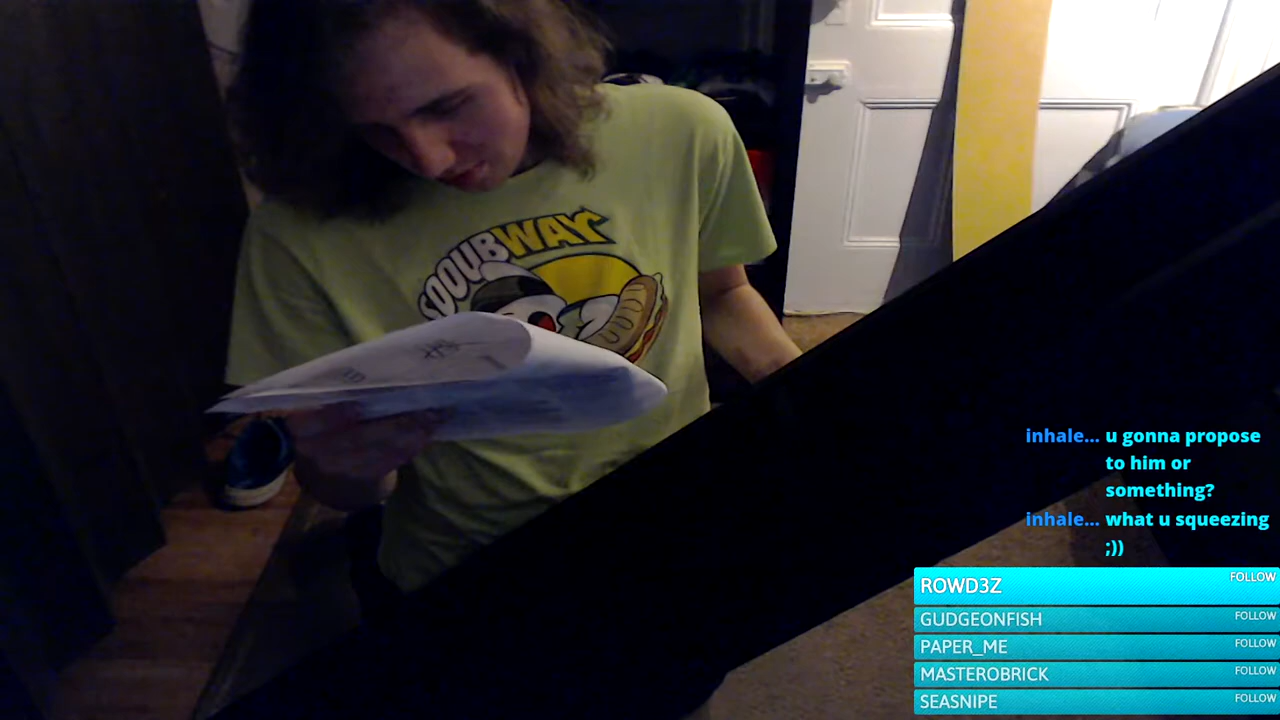 DOUBWAY
inhale... u gonna propose
to him or
something?
inhale... what u squeezing
;))
ROWD3Z FOLLOW
GUDGEONFISH FOLLOW
PAPER_ME FOLLOW
MASTEROBRICK FOLLOW
SEASNIPE FOLLOW